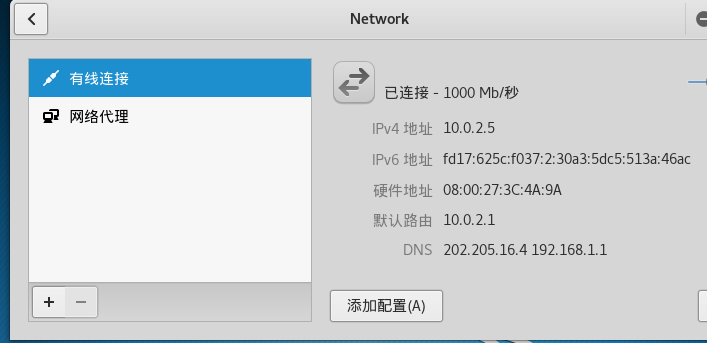 Network
有线连接
网络代理
已连接 - 1000 Mb/秒
IPv4 地址 10.0.2.5
IPv6 地址 fd17:625c:f037:2:30a3:5dc5:513a:46ac
硬件地址 08:00:27:3C:4A:9A
默认路由 10.0.2.1
DNS 202.205.16.4 192.168.1.1
添加配置(A)